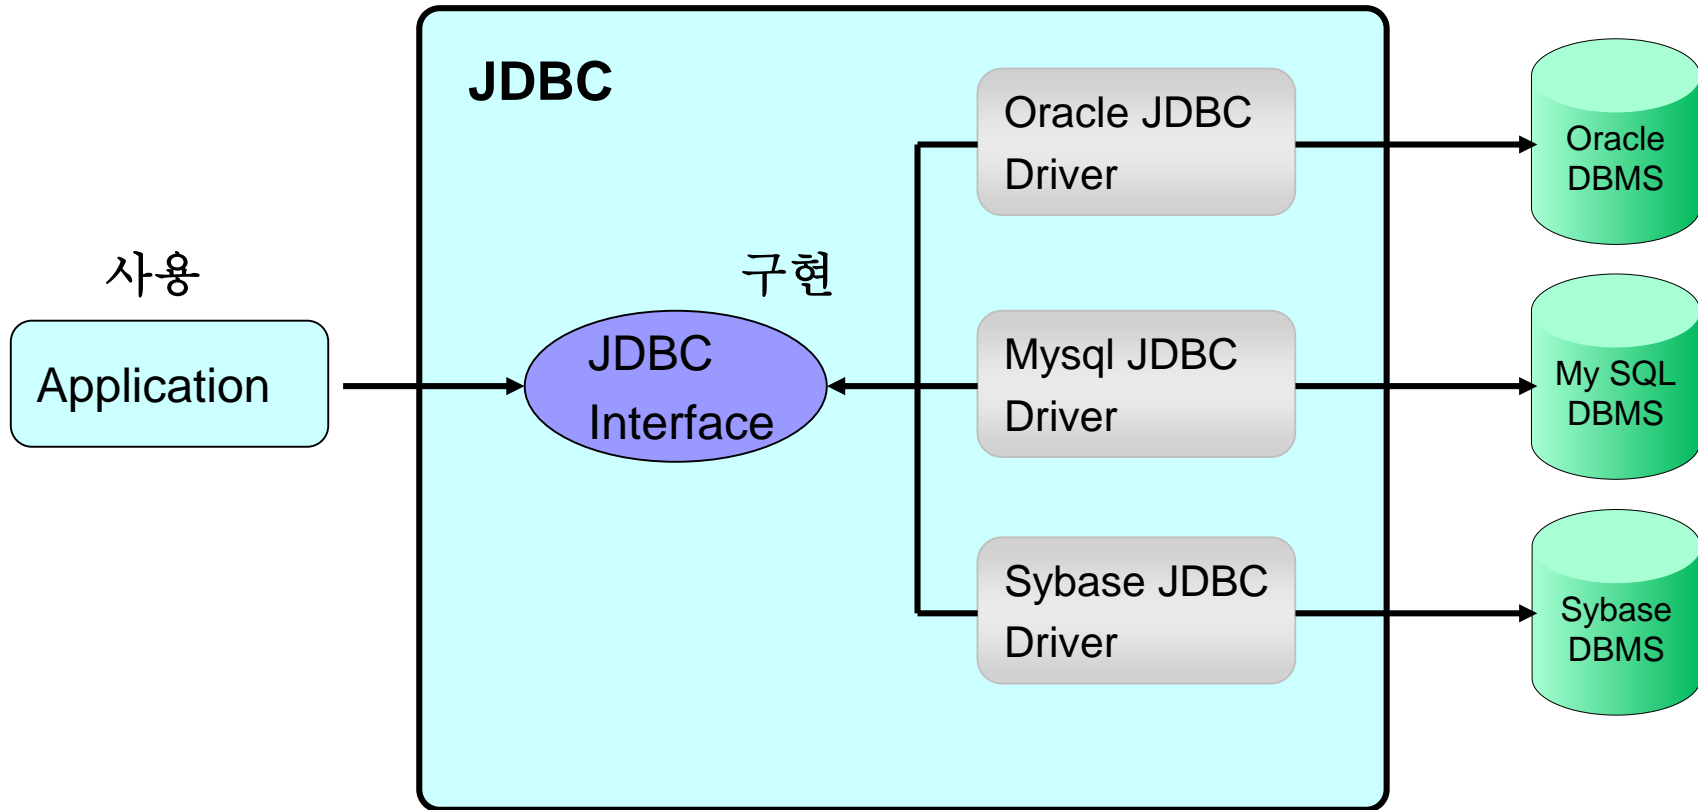 JDBC
사용
Application
구현
JDBC
Interface
Oracle JDBC
Driver
Mysql JDBC
Driver
Sybase JDBC
Driver
Oracle
DBMS
My SQL
DBMS
Sybase
DBMS